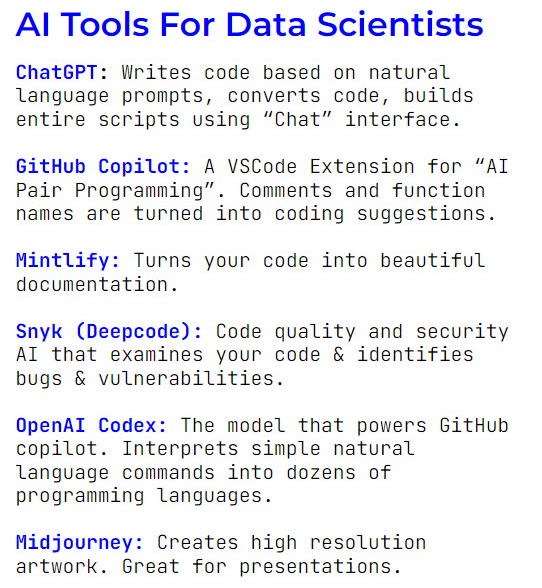 AI Tools For Data Scientists
ChatGPT: Writes code based on natural
language prompts, converts code, builds
entire scripts using “Chat” interface.
GitHub Copilot: A VSCode Extension for “AI
Pair Programming”. Comments and function
names are turned into coding suggestions.
Mintlify: Turns your code into beautiful
documentation.
Snyk (Deepcode): Code quality and security
AI that examines your code & identifies
bugs & vulnerabilities.
OpenAI Codex: The model that powers GitHub
copilot. Interprets simple natural
language commands into dozens of
programming languages.
Midjourney: Creates high resolution
artwork. Great for presentations.